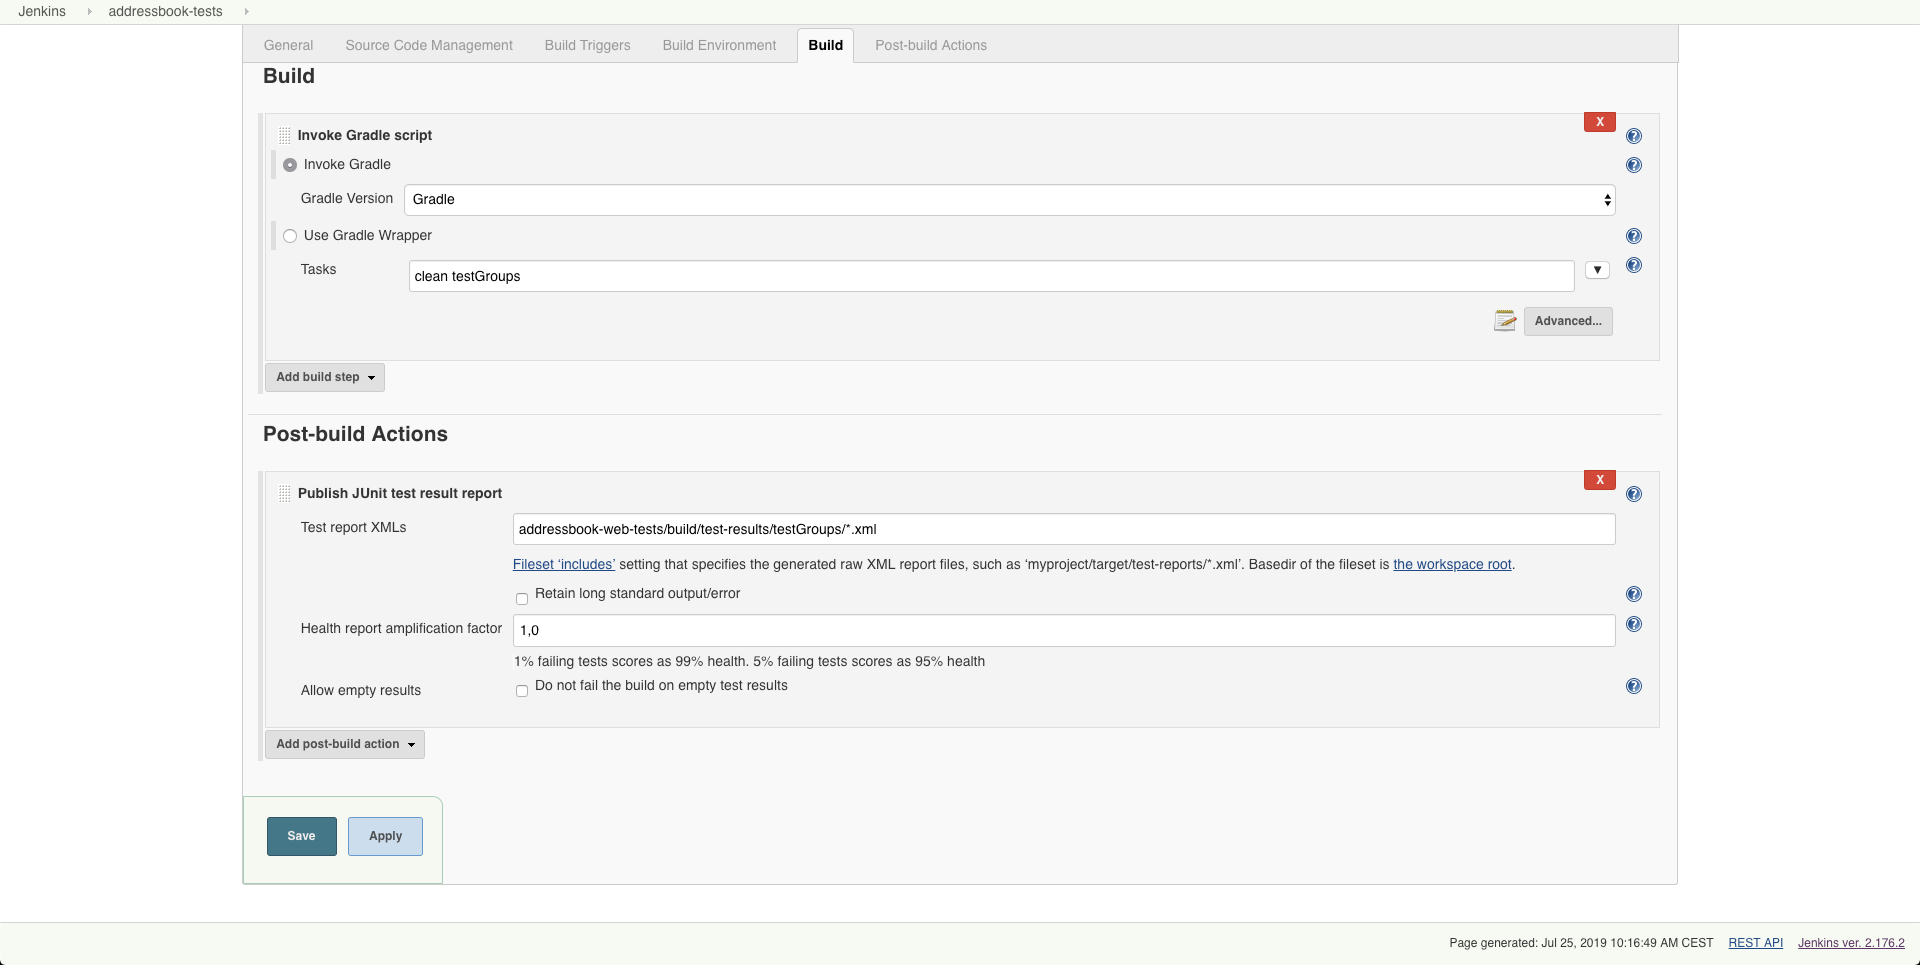 Jenkins addressbook-tests
General Source Code Management Build Triggers Build Environment Build Post-build Actions
Build
Invoke Gradle script
X
Invoke Gradle
Gradle Version Gradle
Use Gradle Wrapper
Tasks clean testGroups
Advanced...
Add build step
Post-build Actions
Publish JUnit test result report
X
Test report XMLs addressbook-web-tests/build/test-results/testGroups/*.xml
Fileset ‘includes’ setting that specifies the generated raw XML report files, such as ‘myproject/target/test-reports/*.xml’. Basedir of the fileset is the workspace root.
Retain long standard output/error
Health report amplification factor 1,0
1% failing tests scores as 99% health. 5% failing tests scores as 95% health
Allow empty results Do not fail the build on empty test results
Add post-build action
Save Apply
Page generated: Jul 25, 2019 10:16:49 AM CEST REST API Jenkins ver. 2.176.2